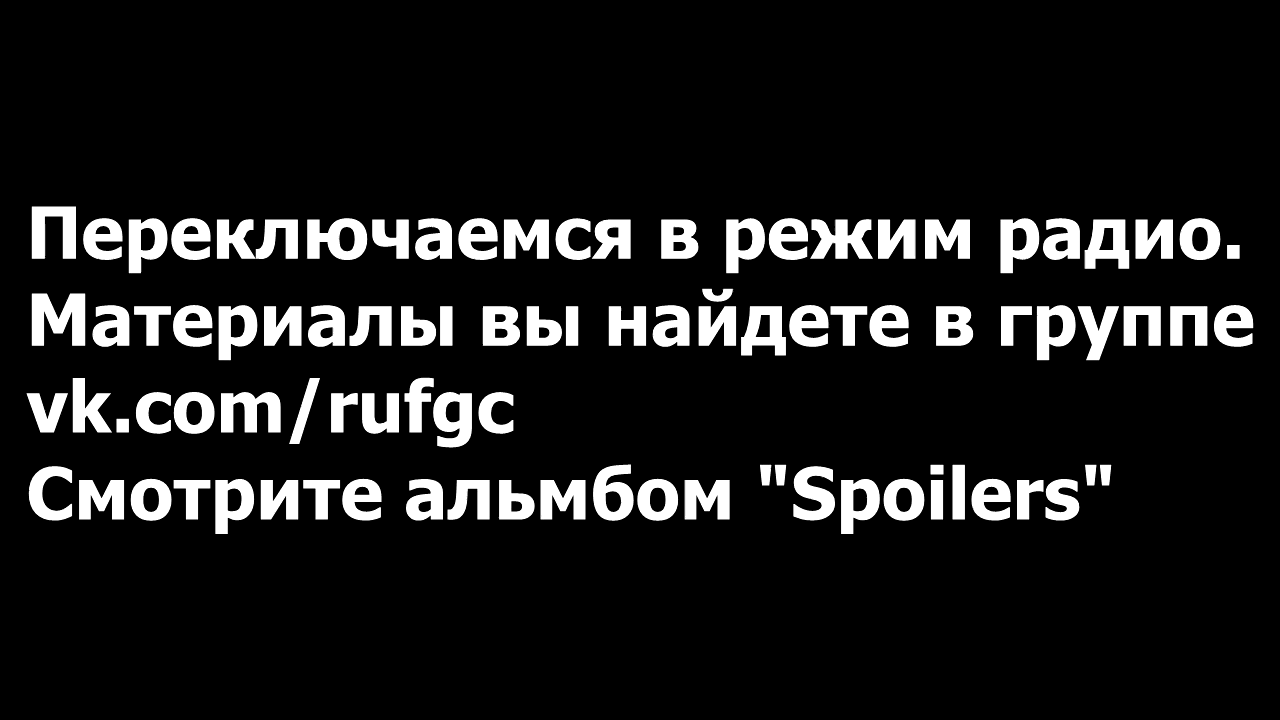 Переключаемся в режим радио.
Материалы вы найдете в группе
vk.com/rufgc
Смотрите альмбом "Spoilers"